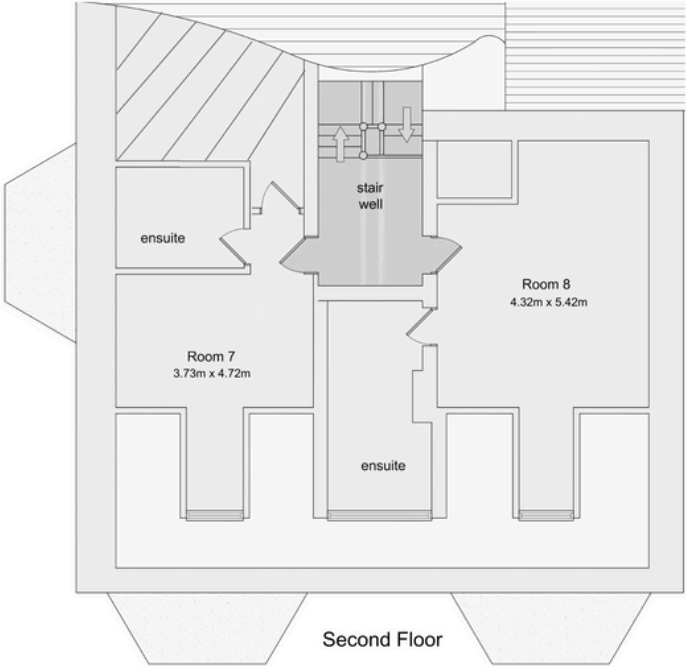 stair
well
ensuite
Room 8
4.32m x 5.42m
Room 7
3.73m x 4.72m
ensuite
Second Floor